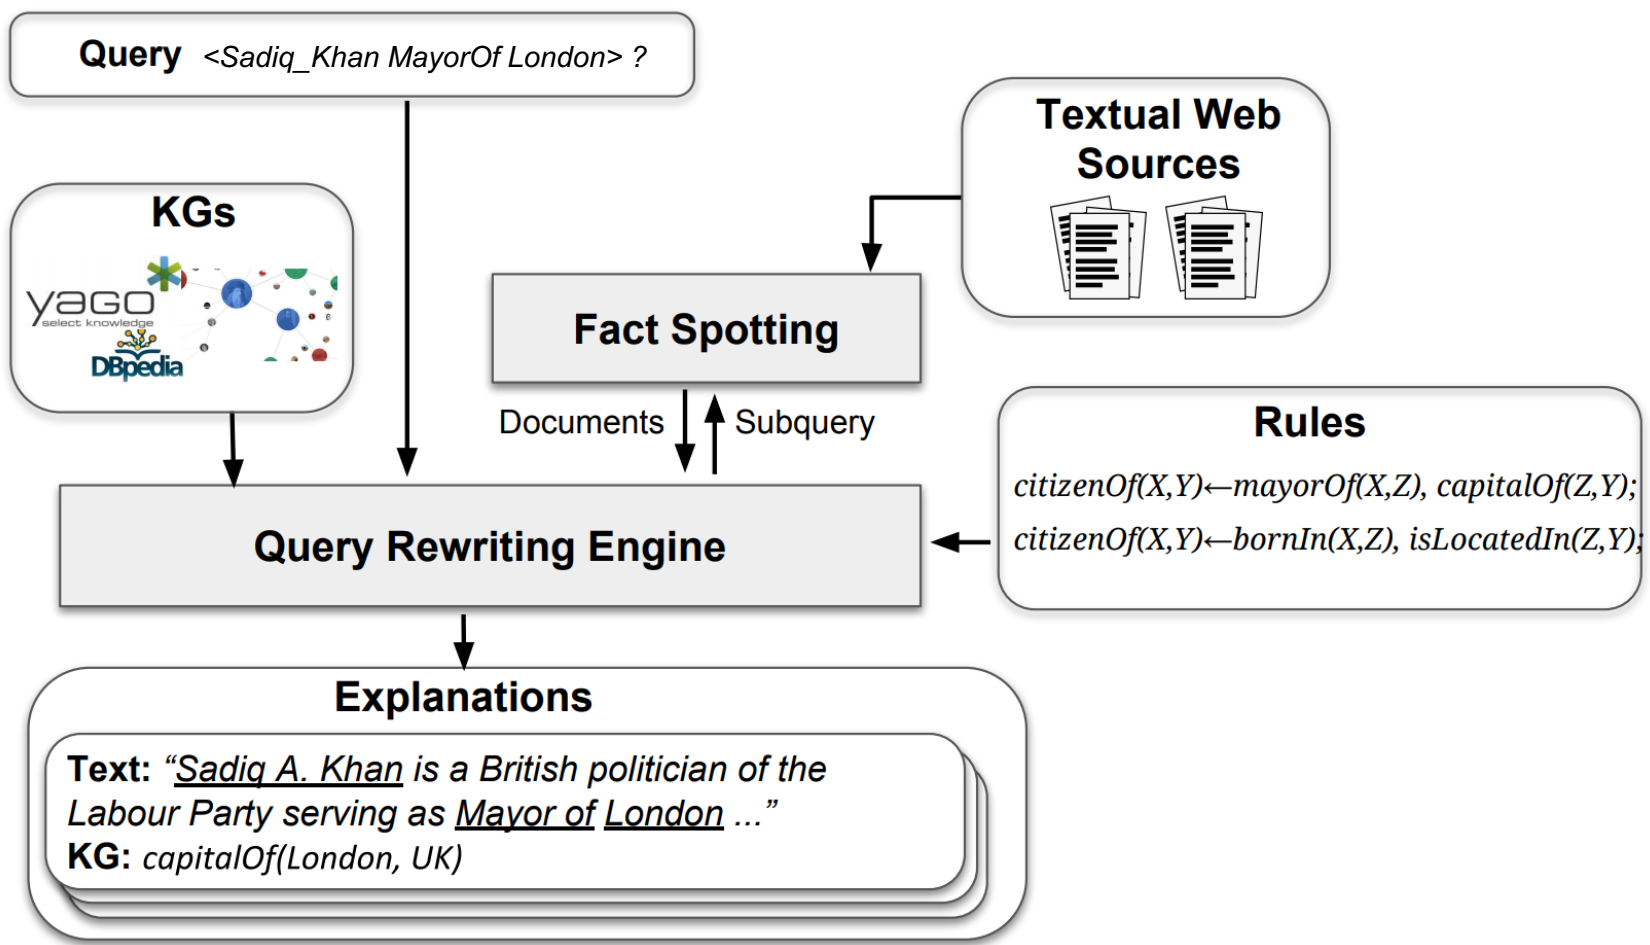 Query <Sadiq_Khan MayorOf London> ?
Textual Web
Sources
KGs
yago
select knowledge
DBpedia
Fact Spotting
Documents
Subquery
Rules
citizenOf(X,Y)←mayorOf(X,Z), capitalOf(Z,Y);
citizenOf(X,Y)←bornIn(X,Z), isLocatedIn(Z,Y);
Query Rewriting Engine
Explanations
Text: “Sadiq A. Khan is a British politician of the
Labour Party serving as Mayor of London ...”
KG: capitalOf(London, UK)